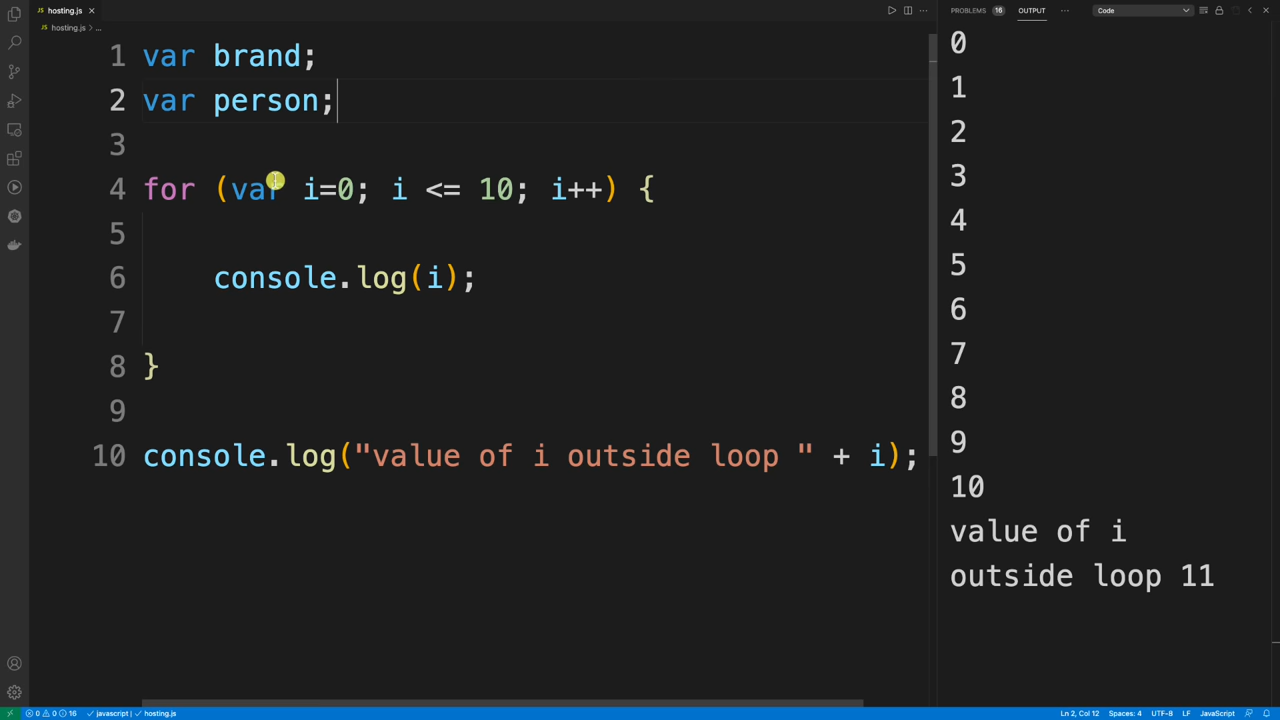 hosting.js
hosting.js > ...
1 var brand;
2 var person;
3
4 for (var i=0; i <= 10; i++) {
5
6 console.log(i);
7
8 }
9
10 console.log("value of i outside loop " + i);
PROBLEMS 16 OUTPUT ... Code
0
1
2
3
4
5
6
7
8
9
10
value of i
outside loop 11
0 0 16 javascript hosting.js
Ln 2, Col 12 Spaces: 4 UTF-8 LF JavaScript